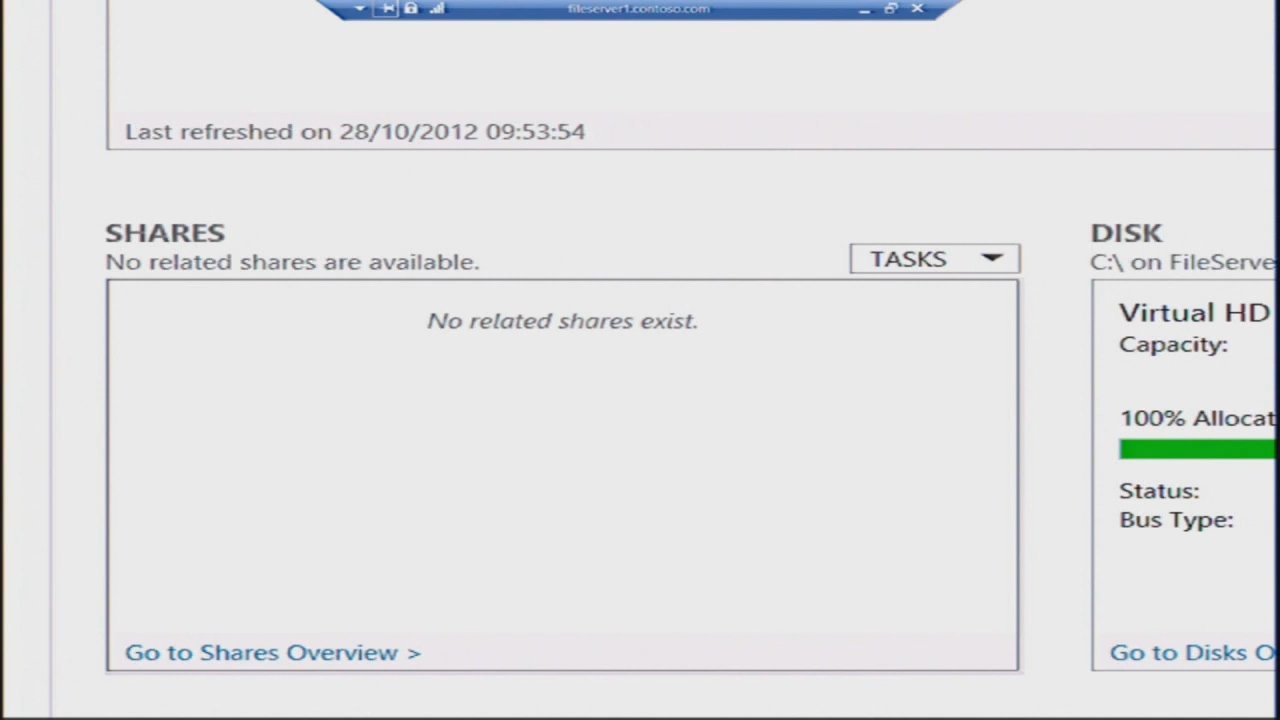 fileserver1.contoso.com
Last refreshed on 28/10/2012 09:53:54
SHARES
No related shares are available.
TASKS
No related shares exist.
Go to Shares Overview >
DISK
C:\ on FileServe
Virtual HD
Capacity:
100% Allocat
Status:
Bus Type:
Go to Disks O